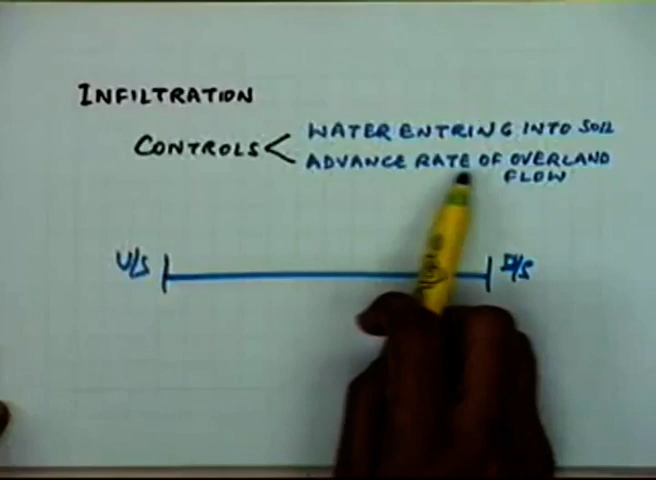 INFILTRATION
CONTROLS < WATER ENTRING INTO SOIL
ADVANCE RATE OF OVERLAND
FLOW
U/S D/S